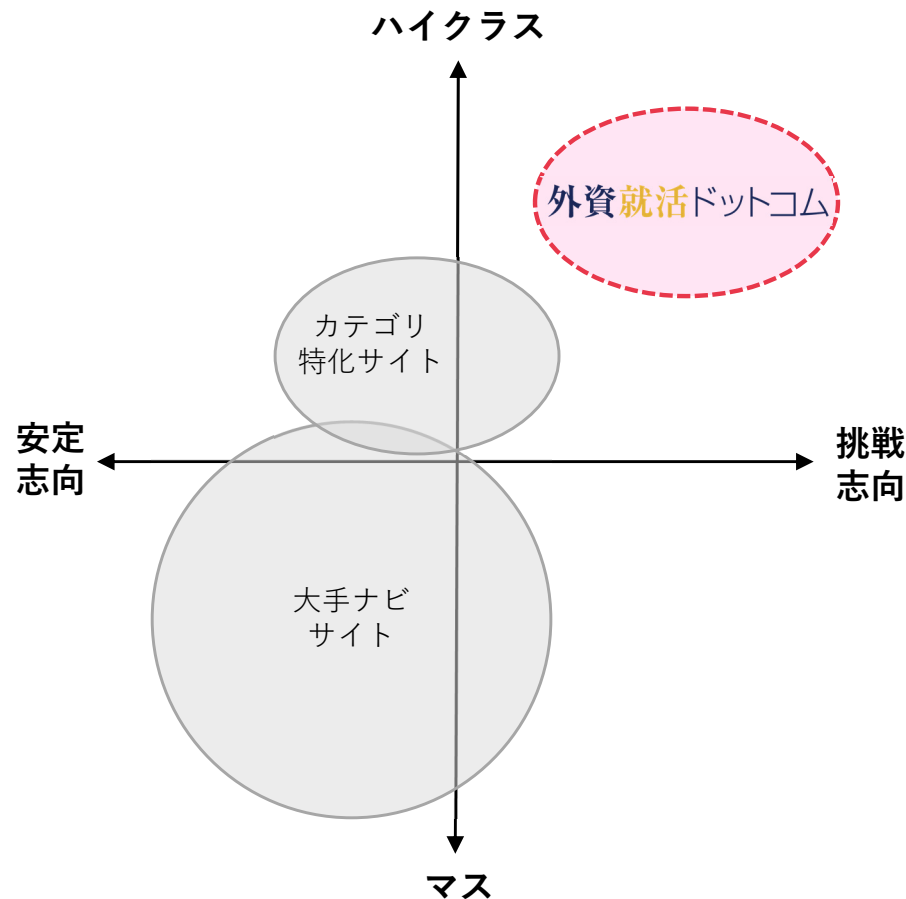 ハイクラス
外資就活ドットコム
カテゴリ
特化サイト
安定
志向
挑戦
志向
大手ナビ
サイト
マス